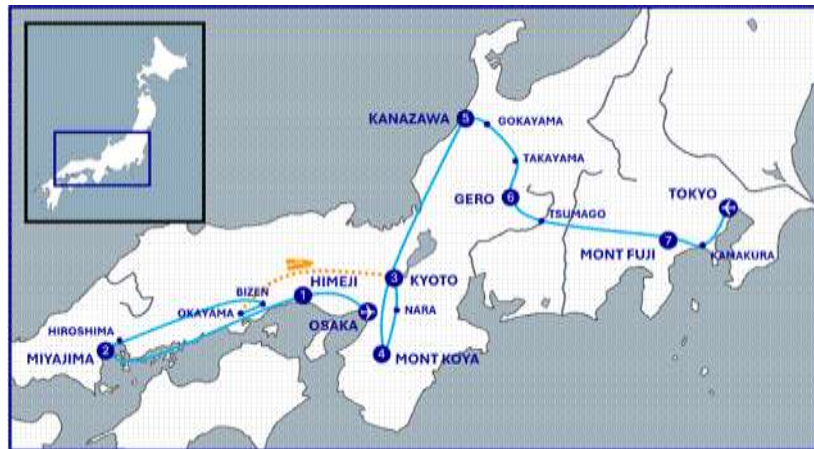 KANAZAWA
5
GOKAYAMA
TAKAYAMA
GERO
6
TOKYO
TSUMAGO
7
MONT FUJI
KAMAKURA
3
KYOTO
HIMEJI
1
BIZEN
OKAYAMA
OSAKA
NARA
HIROSHIMA
MIYAJIMA
2
4
MONT KOYA